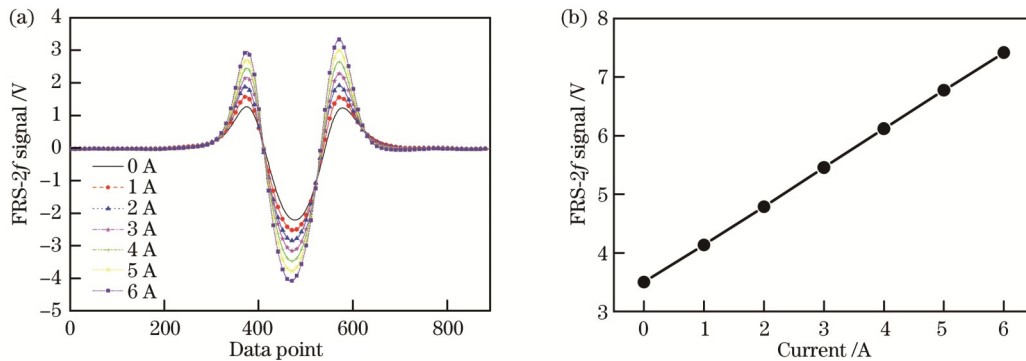 (a)
FRS-2f signal /V
4
3
2
1
0
−1
−2
−3
−4
−5
0 A
1 A
2 A
3 A
4 A
5 A
6 A
0 200 400 600 800
Data point
(b)
FRS-2f signal /V
8
7
6
5
4
3
0 1 2 3 4 5 6
Current /A